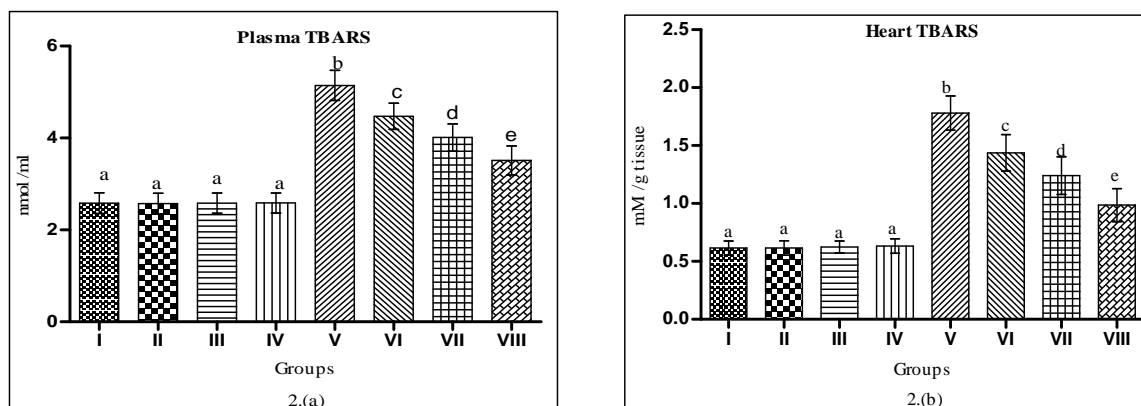 Plasma TBARS
6
4
2
0
nmol/ml
a a a a b c d e
I II III IV V VI VII VIII
Groups
2.(a)
Heart TBARS
2.5
2.0
1.5
1.0
0.5
0.0
mM /g tissue
a a a a b c d e
I II III IV V VI VII VIII
Groups
2.(b)